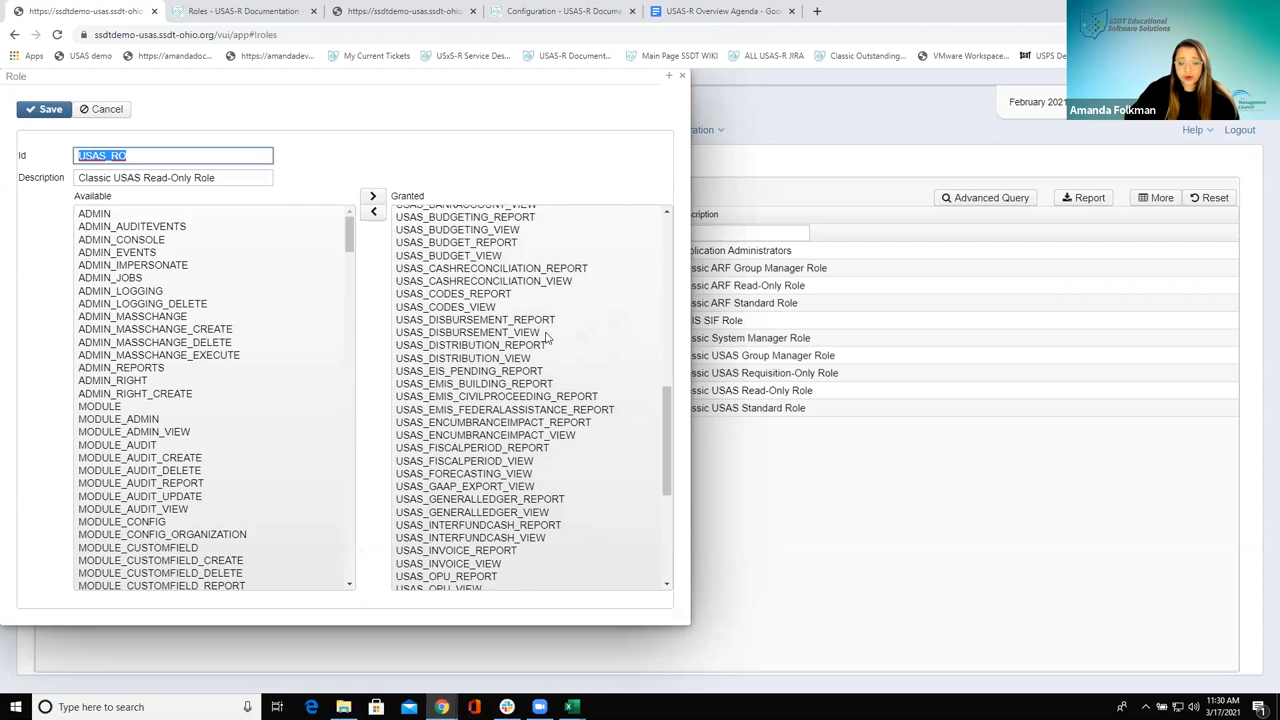 https://ssdtdemo-usas.ssdt-ohio
Roles - USAS-R Documentation -
https://ssdtdemo-usas.ssdt-ohio
Configuration - USAS-R Docume
USAS-R Overview Agenda - Goo
ssdtdemo-usas.ssdt-ohio.org/vui/app#!roles
Apps
USAS demo
https://amandadoc...
https://amandadev...
My Current Tickets
USxS-R Service Des...
USAS-R Document...
Main Page SSDT WIKI
ALL USAS-R JIRA
Classic Outstanding...
VMware Workspace...
USPS De
SSDT Educational
Software Solutions
Management
Council
Amanda Folkman
Role
February 2021
Save
Cancel
ration
Help
Logout
Id
USAS_RO
Description
Classic USAS Read-Only Role
Available
Granted
ADMIN
ADMIN_AUDITEVENTS
ADMIN_CONSOLE
ADMIN_EVENTS
ADMIN_IMPERSONATE
ADMIN_JOBS
ADMIN_LOGGING
ADMIN_LOGGING_DELETE
ADMIN_MASSCHANGE
ADMIN_MASSCHANGE_CREATE
ADMIN_MASSCHANGE_DELETE
ADMIN_MASSCHANGE_EXECUTE
ADMIN_REPORTS
ADMIN_RIGHT
ADMIN_RIGHT_CREATE
MODULE
MODULE_ADMIN
MODULE_ADMIN_VIEW
MODULE_AUDIT
MODULE_AUDIT_CREATE
MODULE_AUDIT_DELETE
MODULE_AUDIT_REPORT
MODULE_AUDIT_UPDATE
MODULE_AUDIT_VIEW
MODULE_CONFIG
MODULE_CONFIG_ORGANIZATION
MODULE_CUSTOMFIELD
MODULE_CUSTOMFIELD_CREATE
MODULE_CUSTOMFIELD_DELETE
MODULE_CUSTOMFIELD_REPORT
USAS_BANKACCOUNT_VIEW
USAS_BUDGETING_REPORT
USAS_BUDGETING_VIEW
USAS_BUDGET_REPORT
USAS_BUDGET_VIEW
USAS_CASHRECONCILIATION_REPORT
USAS_CASHRECONCILIATION_VIEW
USAS_CODES_REPORT
USAS_CODES_VIEW
USAS_DISBURSEMENT_REPORT
USAS_DISBURSEMENT_VIEW
USAS_DISTRIBUTION_REPORT
USAS_DISTRIBUTION_VIEW
USAS_EIS_PENDING_REPORT
USAS_EMIS_BUILDING_REPORT
USAS_EMIS_CIVILPROCEEDING_REPORT
USAS_EMIS_FEDERALASSISTANCE_REPORT
USAS_ENCUMBRANCEIMPACT_REPORT
USAS_ENCUMBRANCEIMPACT_VIEW
USAS_FISCALPERIOD_REPORT
USAS_FISCALPERIOD_VIEW
USAS_FORECASTING_VIEW
USAS_GAAP_EXPORT_VIEW
USAS_GENERALLEDGER_REPORT
USAS_GENERALLEDGER_VIEW
USAS_INTERFUNDCASH_REPORT
USAS_INTERFUNDCASH_VIEW
USAS_INVOICE_REPORT
USAS_INVOICE_VIEW
USAS_OPU_REPORT
USAS_OPU_VIEW
Advanced Query
Report
More
Reset
scription
plication Administrators
ssic ARF Group Manager Role
ssic ARF Read-Only Role
ssic ARF Standard Role
IS SIF Role
ssic System Manager Role
ssic USAS Group Manager Role
ssic USAS Requisition-Only Role
ssic USAS Read-Only Role
ssic USAS Standard Role
Type here to search
11:30 AM
3/17/2021
1